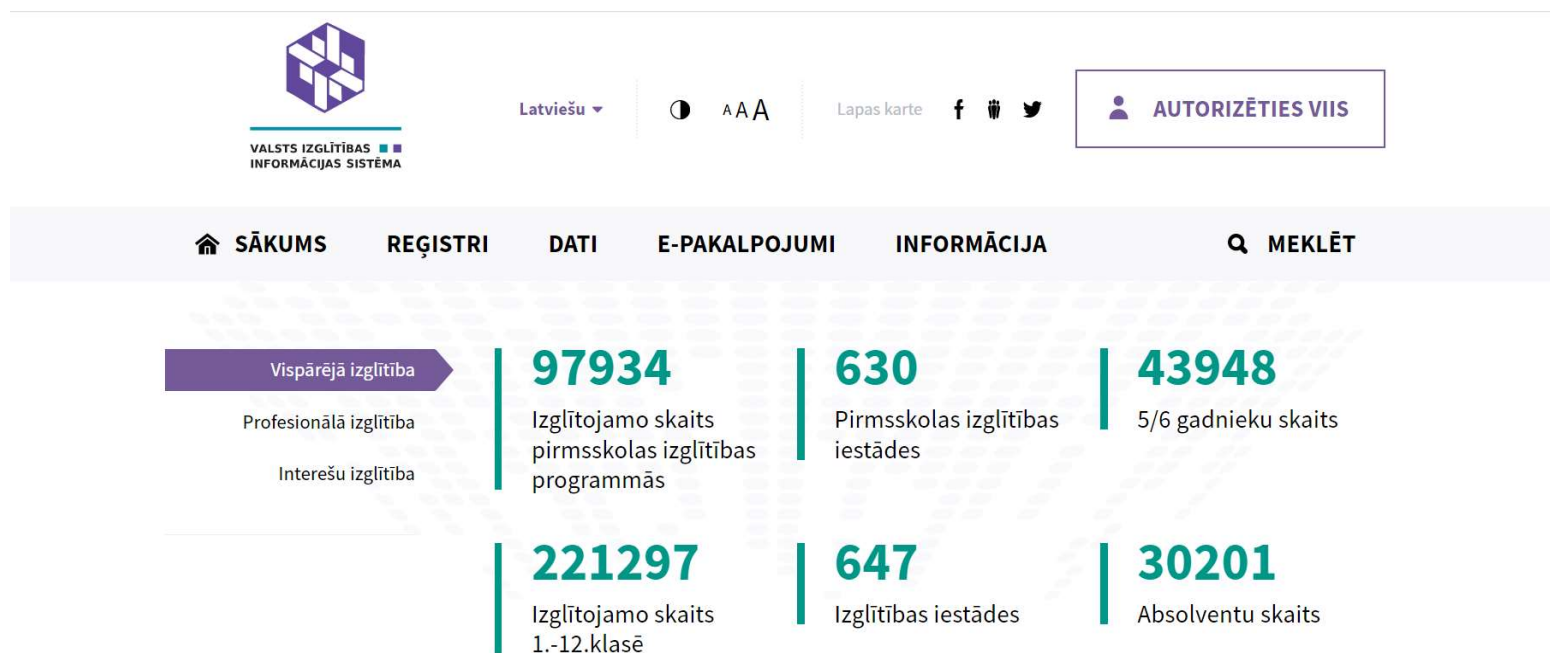 VALSTS IZGLĪTĪBAS
INFORMĀCIJAS SISTĒMA
Latviešu
A A A
Lapas karte
AUTORIZĒTIES VIIS
SĀKUMS
REĢISTRI
DATI
E-PAKALPOJUMI
INFORMĀCIJA
MEKLĒT
Vispārējā izglītība
Profesionālā izglītība
Interešu izglītība
97934
Izglītojamo skaits
pirmsskolas izglītības
programmās
630
Pirmsskolas izglītības
iestādes
43948
5/6 gadnieku skaits
221297
Izglītojamo skaits
1.-12.klasē
647
Izglītības iestādes
30201
Absolventu skaits